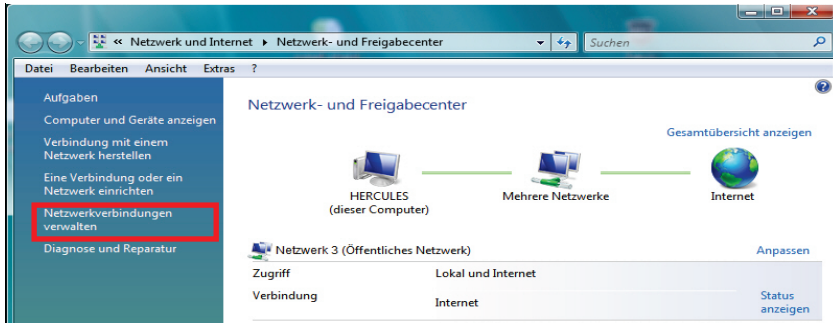 « Netzwerk und Internet ▸ Netzwerk- und Freigabecenter
Suchen
Datei Bearbeiten Ansicht Extras ?
Aufgaben
Computer und Geräte anzeigen
Verbindung mit einem
Netzwerk herstellen
Eine Verbindung oder ein
Netzwerk einrichten
Netzwerkverbindungen
verwalten
Diagnose und Reparatur
Netzwerk- und Freigabecenter
Gesamtübersicht anzeigen
HERCULES
(dieser Computer)
Mehrere Netzwerke
Internet
Netzwerk 3 (Öffentliches Netzwerk)
Anpassen
Zugriff Lokal und Internet
Verbindung Internet
Status
anzeigen